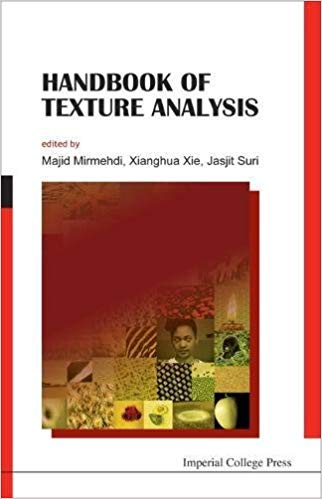 HANDBOOK OF
TEXTURE ANALYSIS
edited by
Majid Mirmehdi, Xianghua Xie, Jasjit Suri
Imperial College Press